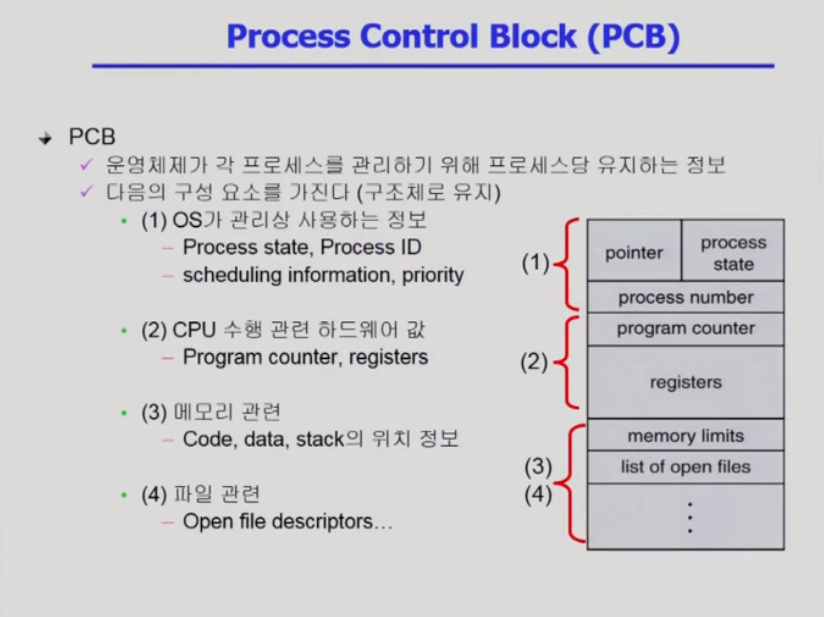 Process Control Block (PCB)
PCB
운영체제가 각 프로세스를 관리하기 위해 프로세스당 유지하는 정보
다음의 구성 요소를 가진다 (구조체로 유지)
(1) OS가 관리상 사용하는 정보
Process state, Process ID
scheduling information, priority
(2) CPU 수행 관련 하드웨어 값
Program counter, registers
(3) 메모리 관련
Code, data, stack의 위치 정보
(4) 파일 관련
Open file descriptors…
(1)
pointer
process
state
process number
(2)
program counter
registers
(3)
(4)
memory limits
list of open files